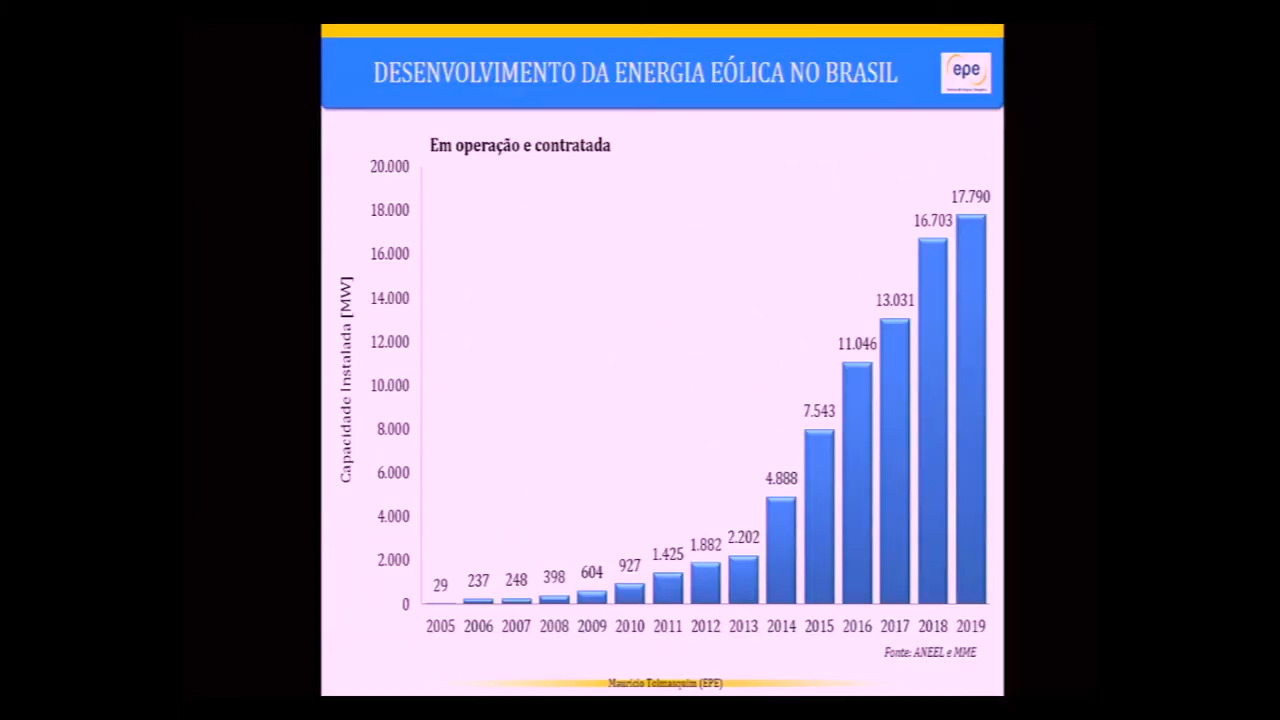 DESENVOLVIMENTO DA ENERGIA EÓLICA NO BRASIL
epe
Em operação e contratada
Capacidade Instalada [MW]
20.000
18.000
16.000
14.000
12.000
10.000
8.000
6.000
4.000
2.000
0
29 237 248 398 604 927 1.425 1.882 2.202 4.888 7.543 11.046 13.031 16.703 17.790
2005 2006 2007 2008 2009 2010 2011 2012 2013 2014 2015 2016 2017 2018 2019
Fonte: ANEEL e MME
Maurício Tolmasquim (EPE)